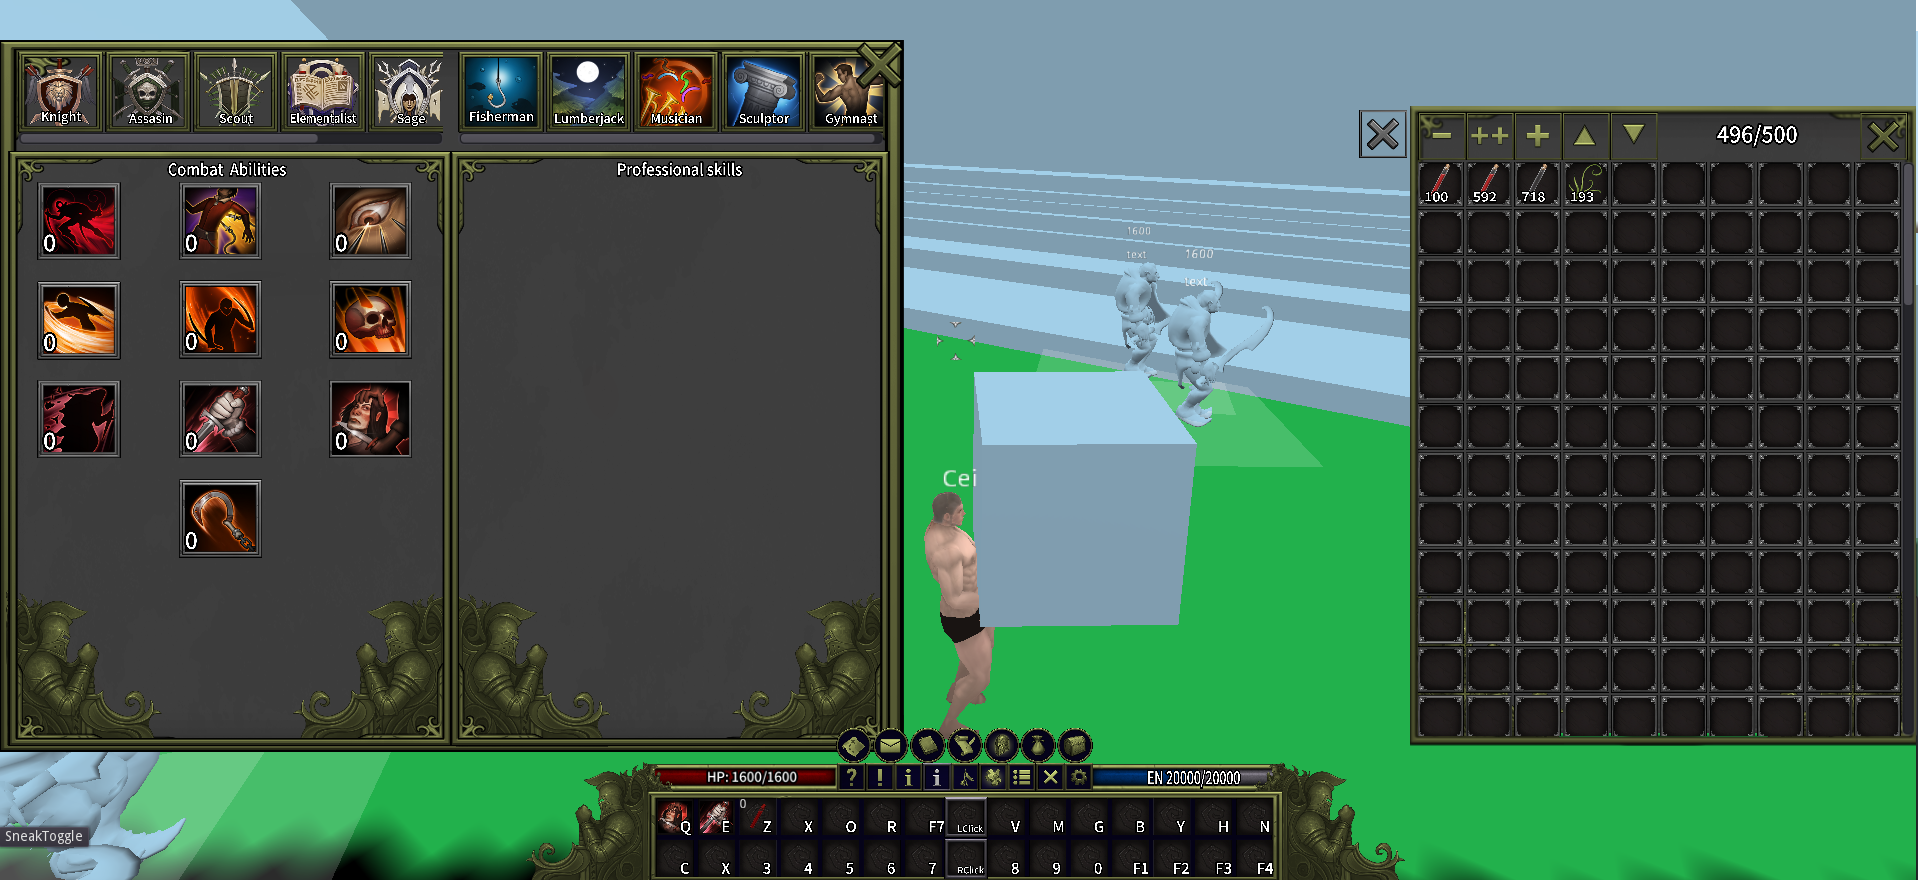 Knight
Assasin
Scout
Elementalist
Sage
Fisherman
Lumberjack
Musician
Sculptor
Gymnast
496/500
Combat Abilities
Professional skills
100
592
718
193
0
0
0
0
0
0
0
0
0
0
1600
text
1600
text
Cei
HP: 1600/1600
? ! i i
EN 20000/20000
SneakToggle
0
Q E Z X O R F7 LClick V M G B Y H N
C X 3 4 5 6 7 RClick 8 9 0 F1 F2 F3 F4